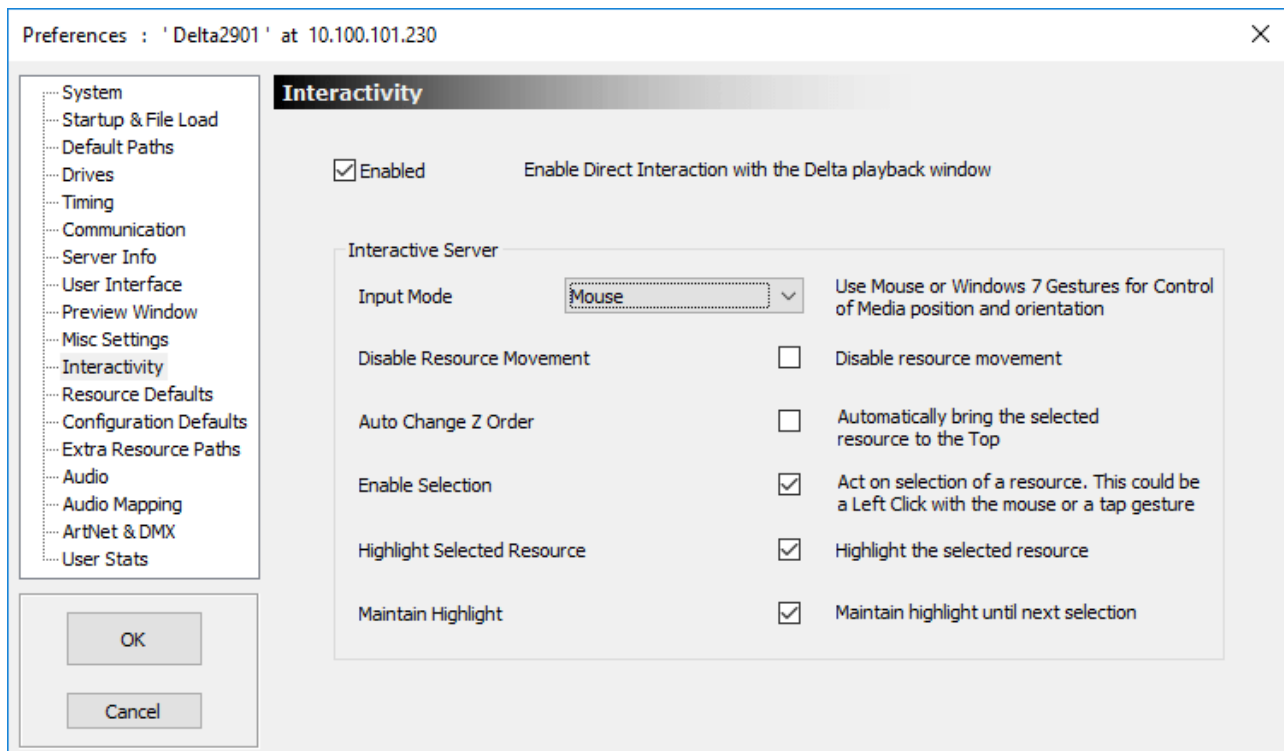 Preferences : ' Delta2901 ' at 10.100.101.230
System
Startup & File Load
Default Paths
Drives
Timing
Communication
Server Info
User Interface
Preview Window
Misc Settings
Interactivity
Resource Defaults
Configuration Defaults
Extra Resource Paths
Audio
Audio Mapping
ArtNet & DMX
User Stats
OK
Cancel
Interactivity
Enabled Enable Direct Interaction with the Delta playback window
Interactive Server
Input Mode Mouse Use Mouse or Windows 7 Gestures for Control
of Media position and orientation
Disable Resource Movement Disable resource movement
Auto Change Z Order Automatically bring the selected
resource to the Top
Enable Selection Act on selection of a resource. This could be
a Left Click with the mouse or a tap gesture
Highlight Selected Resource Highlight the selected resource
Maintain Highlight Maintain highlight until next selection